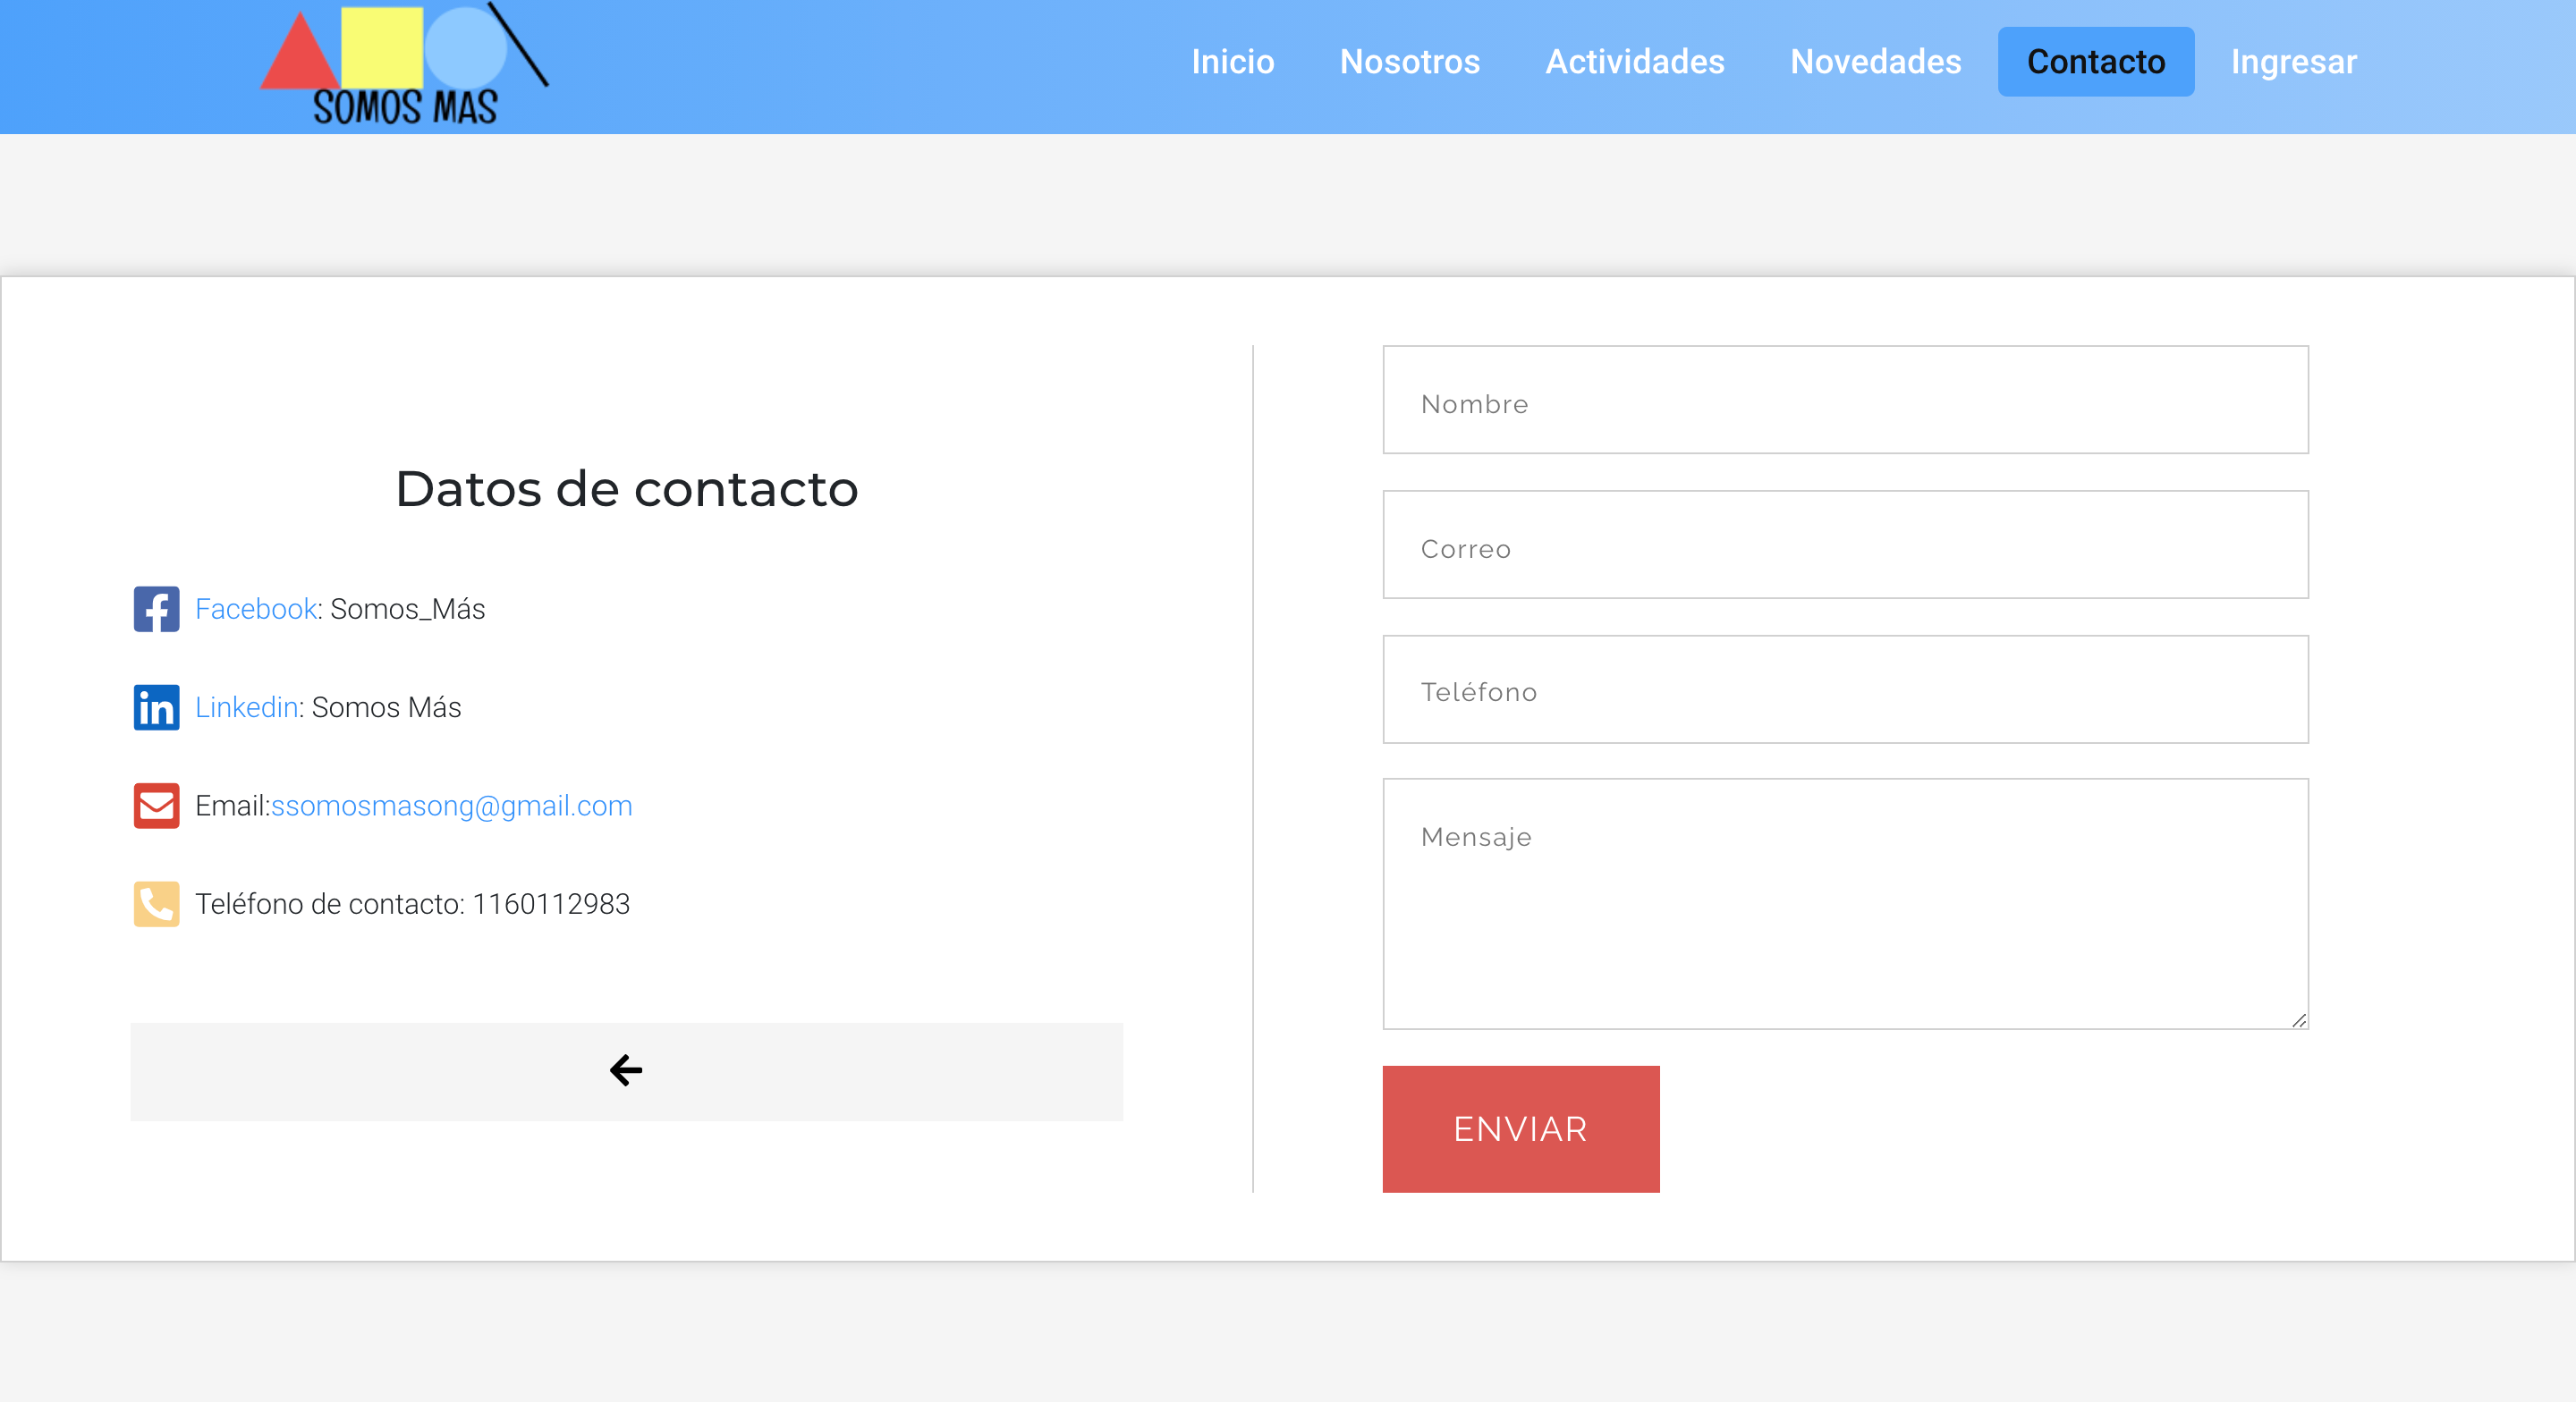 SOMOS MAS
Inicio Nosotros Actividades Novedades Contacto Ingresar
Datos de contacto
Facebook: Somos_Más
Linkedin: Somos Más
Email:ssomosmasong@gmail.com
Teléfono de contacto: 1160112983
Nombre
Correo
Teléfono
Mensaje
ENVIAR